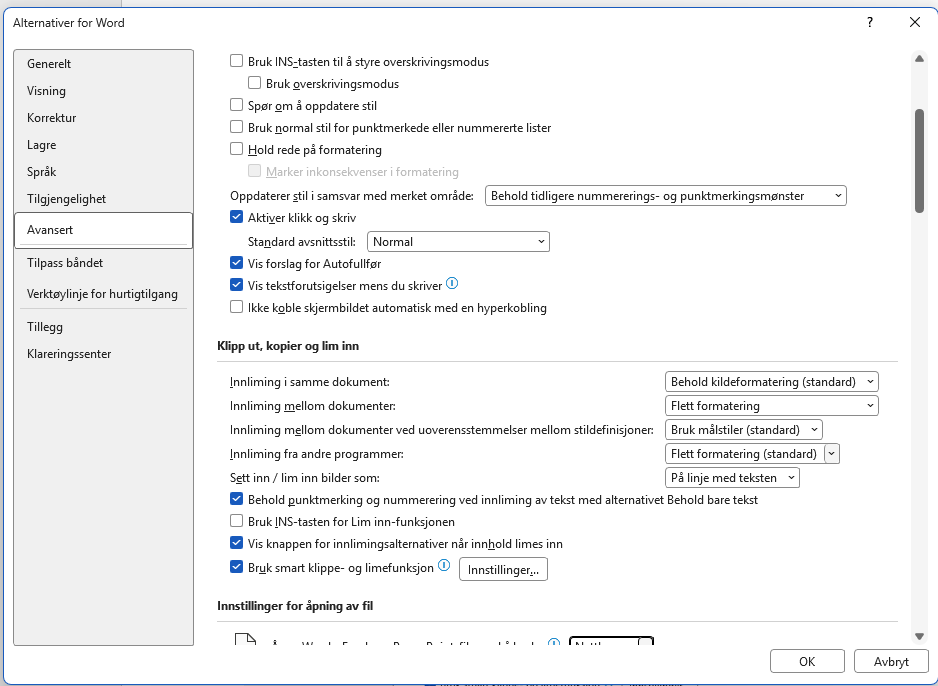 Alternativer for Word
?
Generelt
Visning
Korrektur
Lagre
Språk
Tilgjengelighet
Avansert
Tilpass båndet
Verktøylinje for hurtigtilgang
Tillegg
Klareringssenter
Bruk INS-tasten til å styre overskrivingsmodus
Bruk overskrivingsmodus
Spør om å oppdatere stil
Bruk normal stil for punktmerkede eller nummererte lister
Hold rede på formatering
Marker inkonsekvenser i formatering
Oppdaterer stil i samsvar med merket område: Behold tidligere nummererings- og punktmerkingsmønster
Aktiver klikk og skriv
Standard avsnittsstil: Normal
Vis forslag for Autofullfør
Vis tekstforutsigelser mens du skriver
Ikke koble skjermbildet automatisk med en hyperkobling
Klipp ut, kopier og lim inn
Innliming i samme dokument: Behold kildeformatering (standard)
Innliming mellom dokumenter: Flett formatering
Innliming mellom dokumenter ved uoverensstemmelser mellom stildefinisjoner: Bruk målstiler (standard)
Innliming fra andre programmer: Flett formatering (standard)
Sett inn / lim inn bilder som: På linje med teksten
Behold punktmerking og nummerering ved innliming av tekst med alternativet Behold bare tekst
Bruk INS-tasten for Lim inn-funksjonen
Vis knappen for innlimingsalternativer når innhold limes inn
Bruk smart klippe- og limefunksjon Innstillinger...
Innstillinger for åpning av fil
OK Avbryt